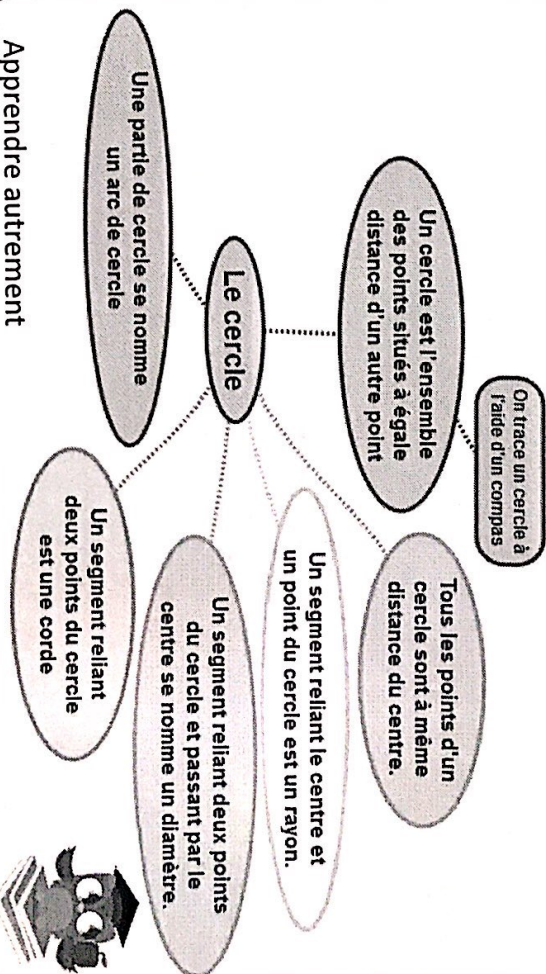 On trace un cercle à
l'aide d'un compas
Un cercle est l'ensemble
des points situés à égale
distance d'un autre point
Tous les points d'un
cercle sont à même
distance du centre.
Le cercle
Un segment reliant le centre et
un point du cercle est un rayon.
Un segment reliant deux points
du cercle et passant par le
centre se nomme un diamètre.
Une partie de cercle se nomme
un arc de cercle
Un segment reliant
deux points du cercle
est une corde
Apprendre autrement